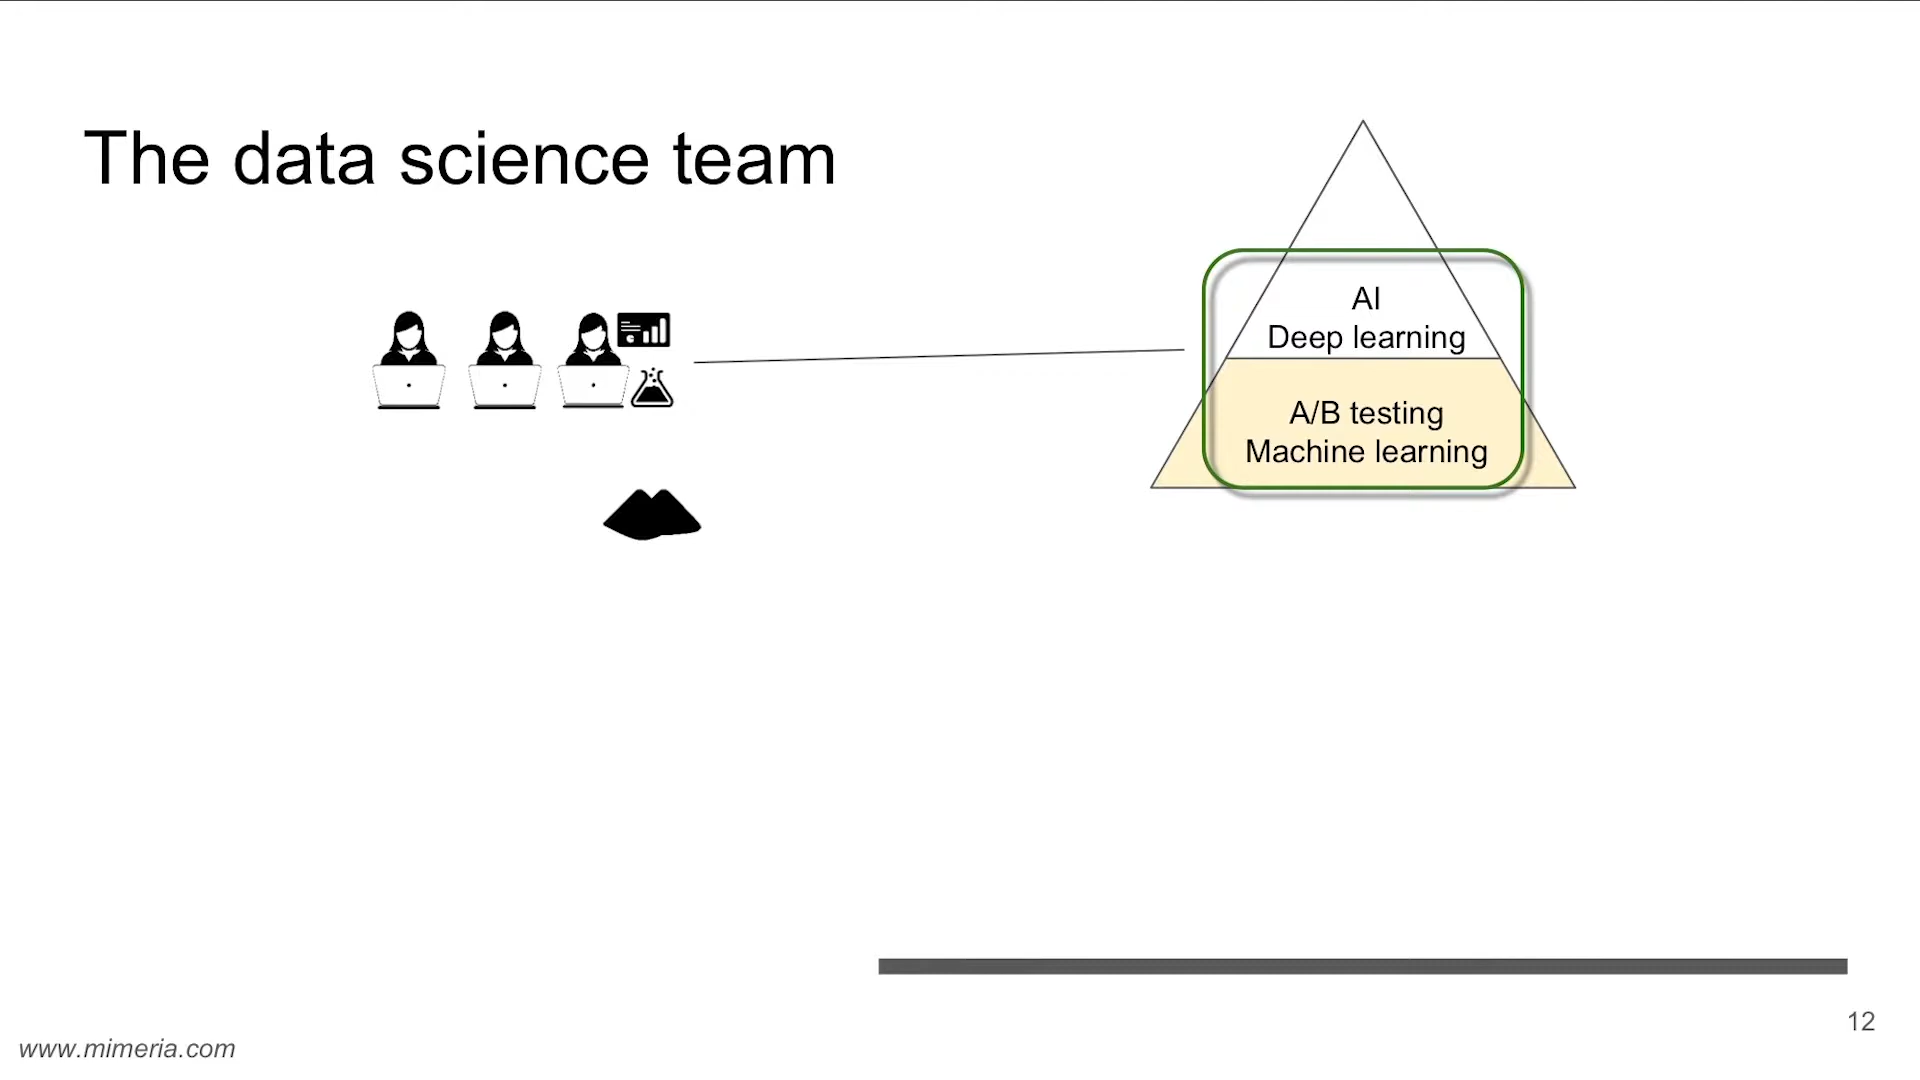 The data science team
AI
Deep learning
A/B testing
Machine learning
12
www.mimeria.com